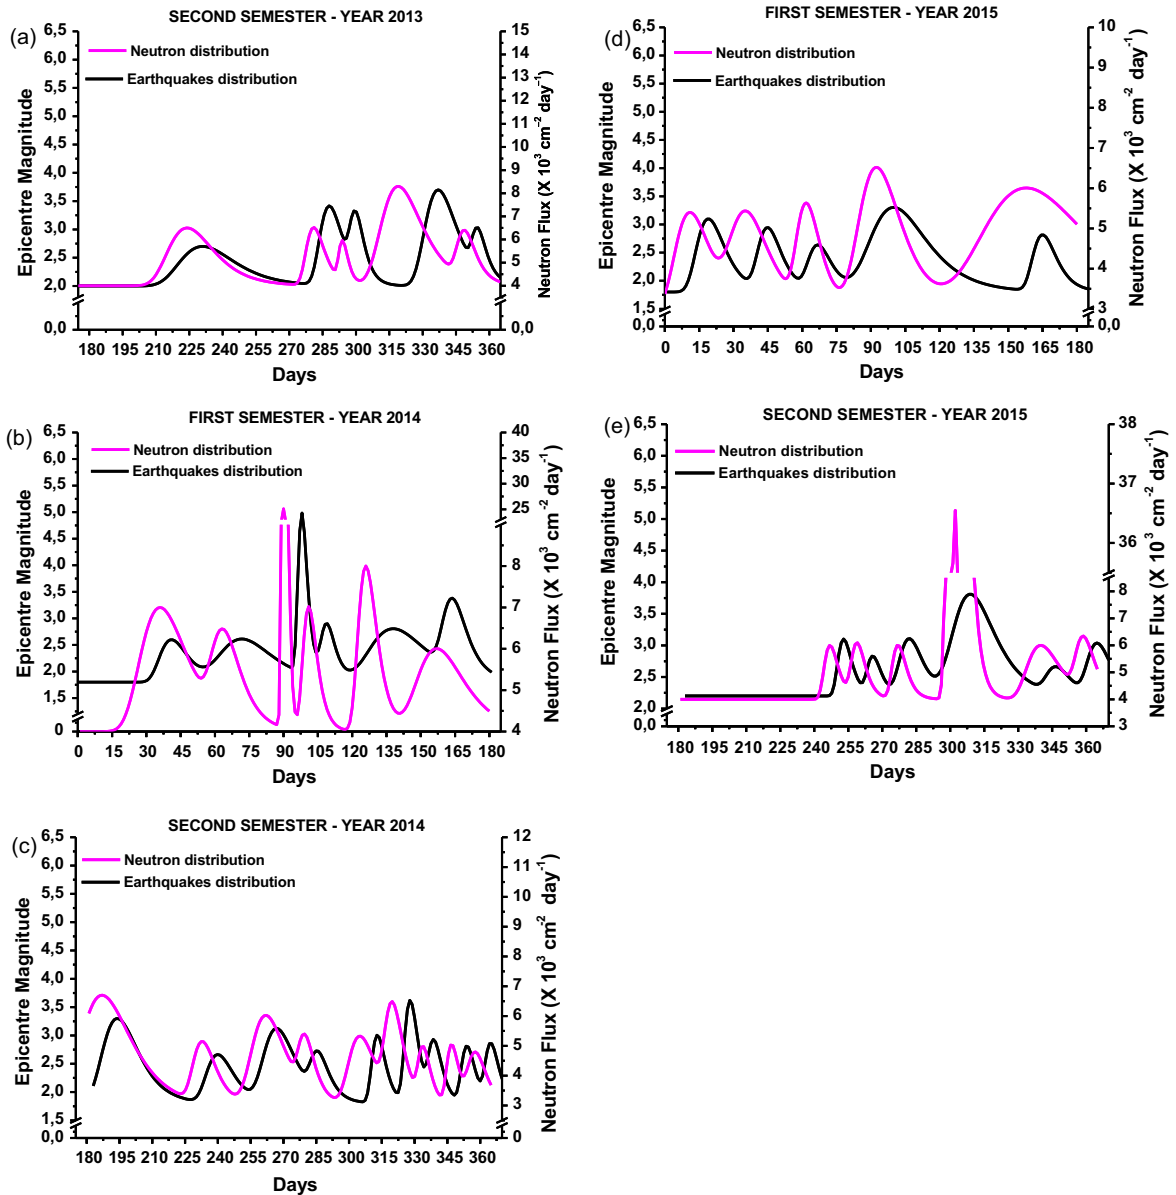 (a)
SECOND SEMESTER - YEAR 2013
Neutron distribution
Earthquakes distribution
Epicentre Magnitude
6,5
6,0
5,5
5,0
4,5
4,0
3,5
3,0
2,5
2,0
0,0
15
14
13
12
11
10
9
8
7
6
5
4
0,0
Neutron Flux (X 10³ cm⁻² day⁻¹)
180 195 210 225 240 255 270 285 300 315 330 345 360
Days
(d)
FIRST SEMESTER - YEAR 2015
Neutron distribution
Earthquakes distribution
Epicentre Magnitude
6,5
6,0
5,5
5,0
4,5
4,0
3,5
3,0
2,5
2,0
1,5
0,0
10
9
8
7
6
5
4
3
0,0
Neutron Flux (X 10³ cm⁻² day⁻¹)
0 15 30 45 60 75 90 105 120 135 150 165 180
Days
(b)
FIRST SEMESTER - YEAR 2014
Neutron distribution
Earthquakes distribution
Epicentre Magnitude
6,5
6,0
5,5
5,0
4,5
4,0
3,5
3,0
2,5
2,0
1,5
0
40
35
30
25
8
7
6
5
4
Neutron Flux (X 10³ cm⁻² day⁻¹)
0 15 30 45 60 75 90 105 120 135 150 165 180
Days
(e)
SECOND SEMESTER - YEAR 2015
Neutron distribution
Earthquakes distribution
Epicentre Magnitude
6,5
6,0
5,5
5,0
4,5
4,0
3,5
3,0
2,5
2,0
0,0
38
37
36
8
7
6
5
4
3
Neutron Flux (X 10³ cm⁻² day⁻¹)
180 195 210 225 240 255 270 285 300 315 330 345 360
Days
(c)
SECOND SEMESTER - YEAR 2014
Neutron distribution
Earthquakes distribution
Epicentre Magnitude
6,5
6,0
5,5
5,0
4,5
4,0
3,5
3,0
2,5
2,0
1,5
0,0
12
11
10
9
8
7
6
5
4
3
0
Neutron Flux (X 10³ cm⁻² day⁻¹)
180 195 210 225 240 255 270 285 300 315 330 345 360
Days